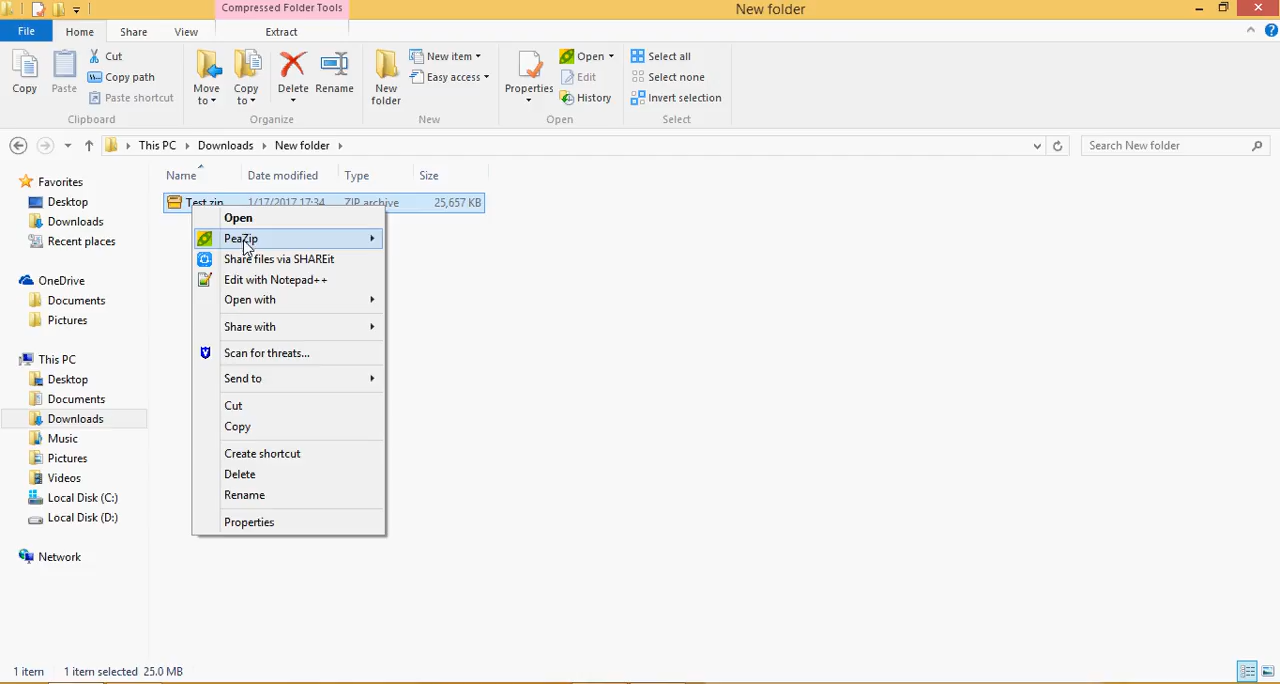 Compressed Folder Tools
New folder
File
Home
Share
View
Extract
Copy
Paste
Cut
Copy path
Paste shortcut
Clipboard
Move to
Copy to
Delete
Rename
Organize
New folder
New item
Easy access
New
Properties
Open
Edit
History
Open
Select all
Select none
Invert selection
Select
This PC
Downloads
New folder
Search New folder
Favorites
Desktop
Downloads
Recent places
OneDrive
Documents
Pictures
This PC
Desktop
Documents
Downloads
Music
Pictures
Videos
Local Disk (C:)
Local Disk (D:)
Network
Name
Date modified
Type
Size
Test.zip
1/17/2017 17:34
ZIP archive
25,657 KB
Open
PeaZip
Share files via SHAREit
Edit with Notepad++
Open with
Share with
Scan for threats...
Send to
Cut
Copy
Create shortcut
Delete
Rename
Properties
1 item
1 item selected 25.0 MB